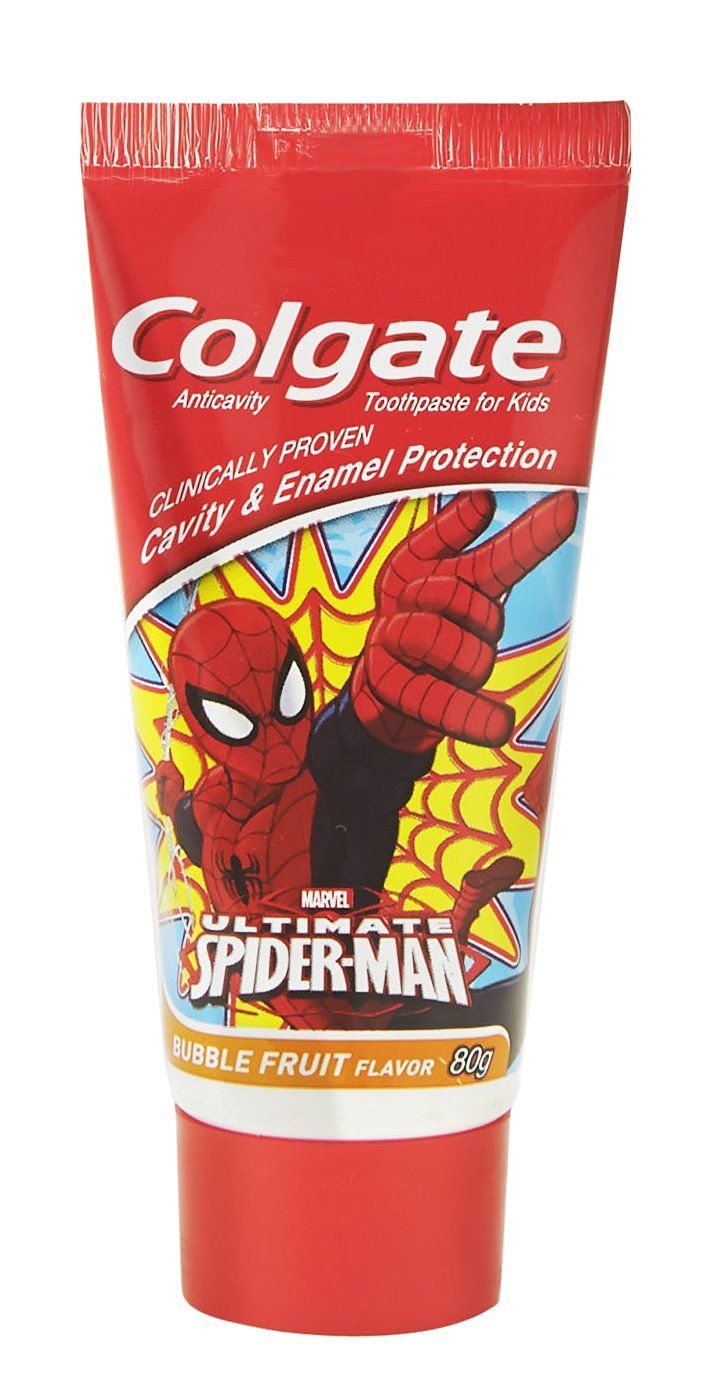 Colgate
Anticavity Toothpaste for Kids
CLINICALLY PROVEN
Cavity & Enamel Protection
MARVEL
ULTIMATE
SPIDER-MAN
BUBBLE FRUIT FLAVOR 80g